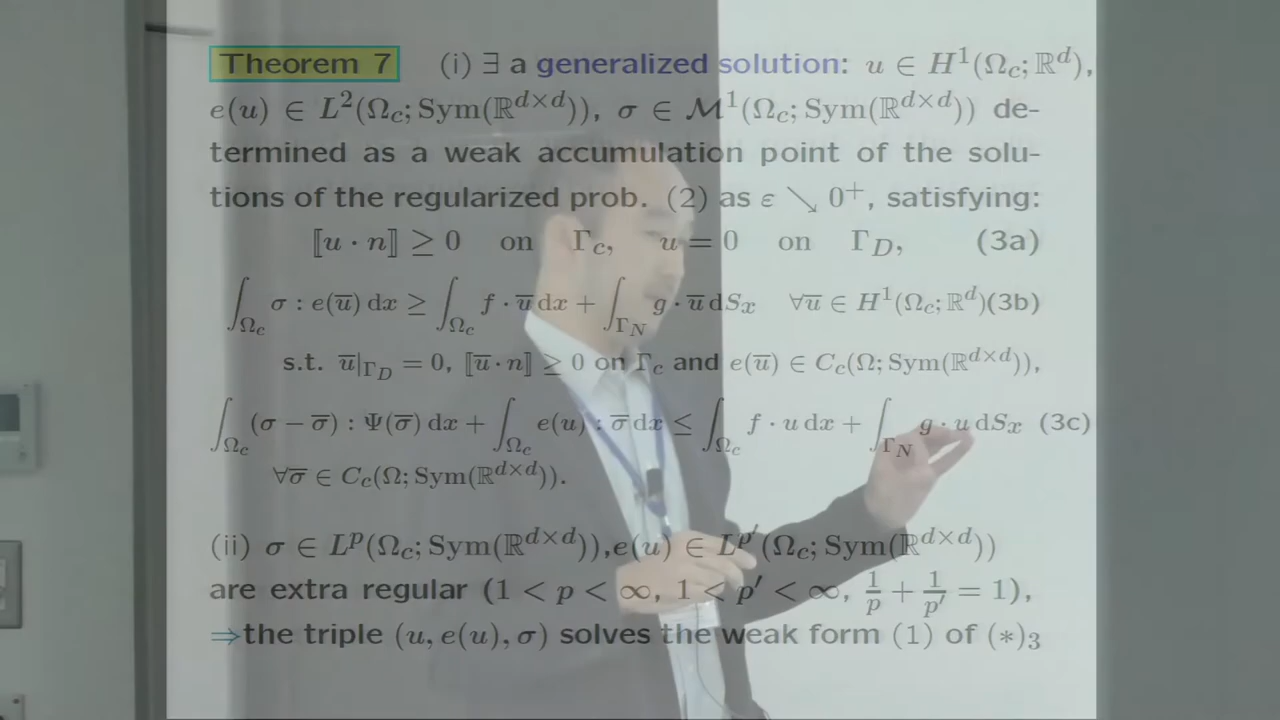 Theorem 7 (i) ∃ a generalized solution: u ∈ H¹(Ω_c; ℝ^d),
e(u) ∈ L²(Ω_c; Sym(ℝ^{d×d})), σ ∈ ℳ¹(Ω_c; Sym(ℝ^{d×d})) de-
termined as a weak accumulation point of the solu-
tions of the regularized prob. (2) as ε ↘ 0⁺, satisfying:
⟦u · n⟧ ≥ 0 on Γ_c, u = 0 on Γ_D, (3a)
∫_{Ω_c} σ : e(u̅) dx ≥ ∫_{Ω_c} f · u̅ dx + ∫_{Γ_N} g · u̅ dS_x ∀u̅ ∈ H¹(Ω_c; ℝ^d)(3b)
s.t. u̅|_{Γ_D} = 0, ⟦u̅ · n⟧ ≥ 0 on Γ_c and e(u̅) ∈ C_c(Ω; Sym(ℝ^{d×d})),
∫_{Ω_c} (σ − σ̅) : Ψ(σ̅) dx + ∫_{Ω_c} e(u) : σ̅ dx ≤ ∫_{Ω_c} f · u dx + ∫_{Γ_N} g · u dS_x (3c)
∀σ̅ ∈ C_c(Ω; Sym(ℝ^{d×d})).
(ii) σ ∈ L^p(Ω_c; Sym(ℝ^{d×d})),e(u) ∈ L^{p′}(Ω_c; Sym(ℝ^{d×d}))
are extra regular (1 < p < ∞, 1 < p′ < ∞, 1/p + 1/p′ = 1),
⇒the triple (u, e(u), σ) solves the weak form (1) of (∗)₃